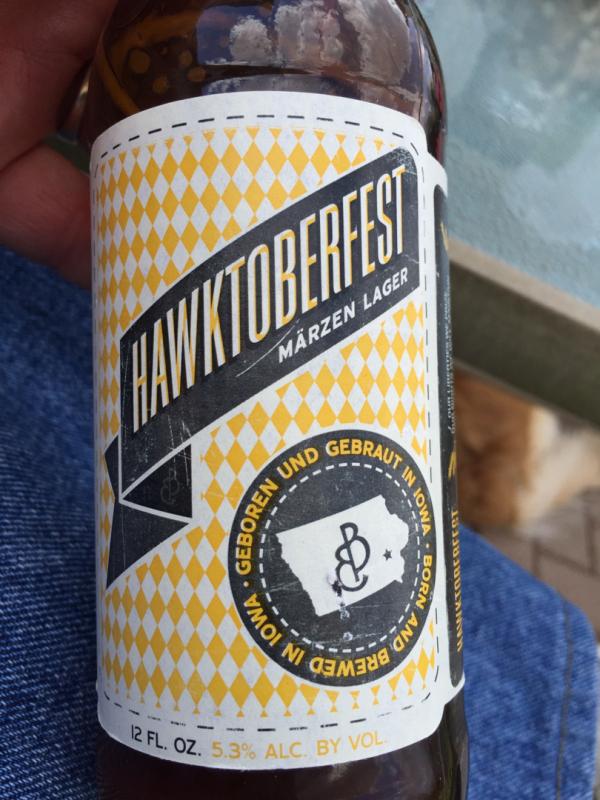 HAWKTOBERFEST
MÄRZEN LAGER
GEBOREN UND GEBRAUT IN IOWA · BORN AND BREWED IN IOWA ·
12 FL. OZ. 5.3% ALC. BY VOL.
HAWKTOBERFEST